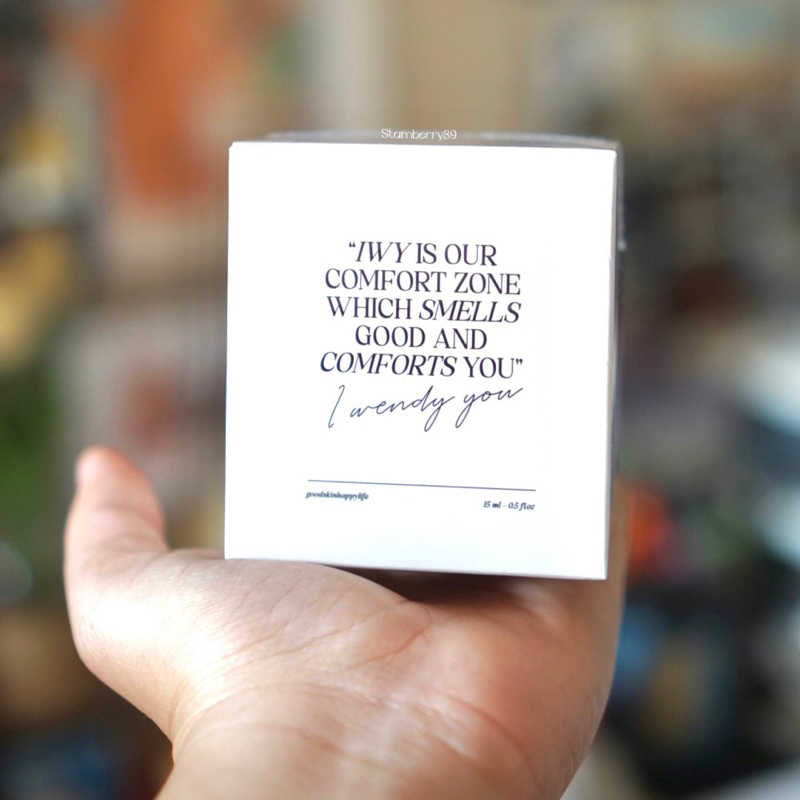 Stamberry89
"IWY IS OUR
COMFORT ZONE
WHICH SMELLS
GOOD AND
COMFORTS YOU"
I wendy you
goodskinhappylife
15 ml - 0.5 fl.oz